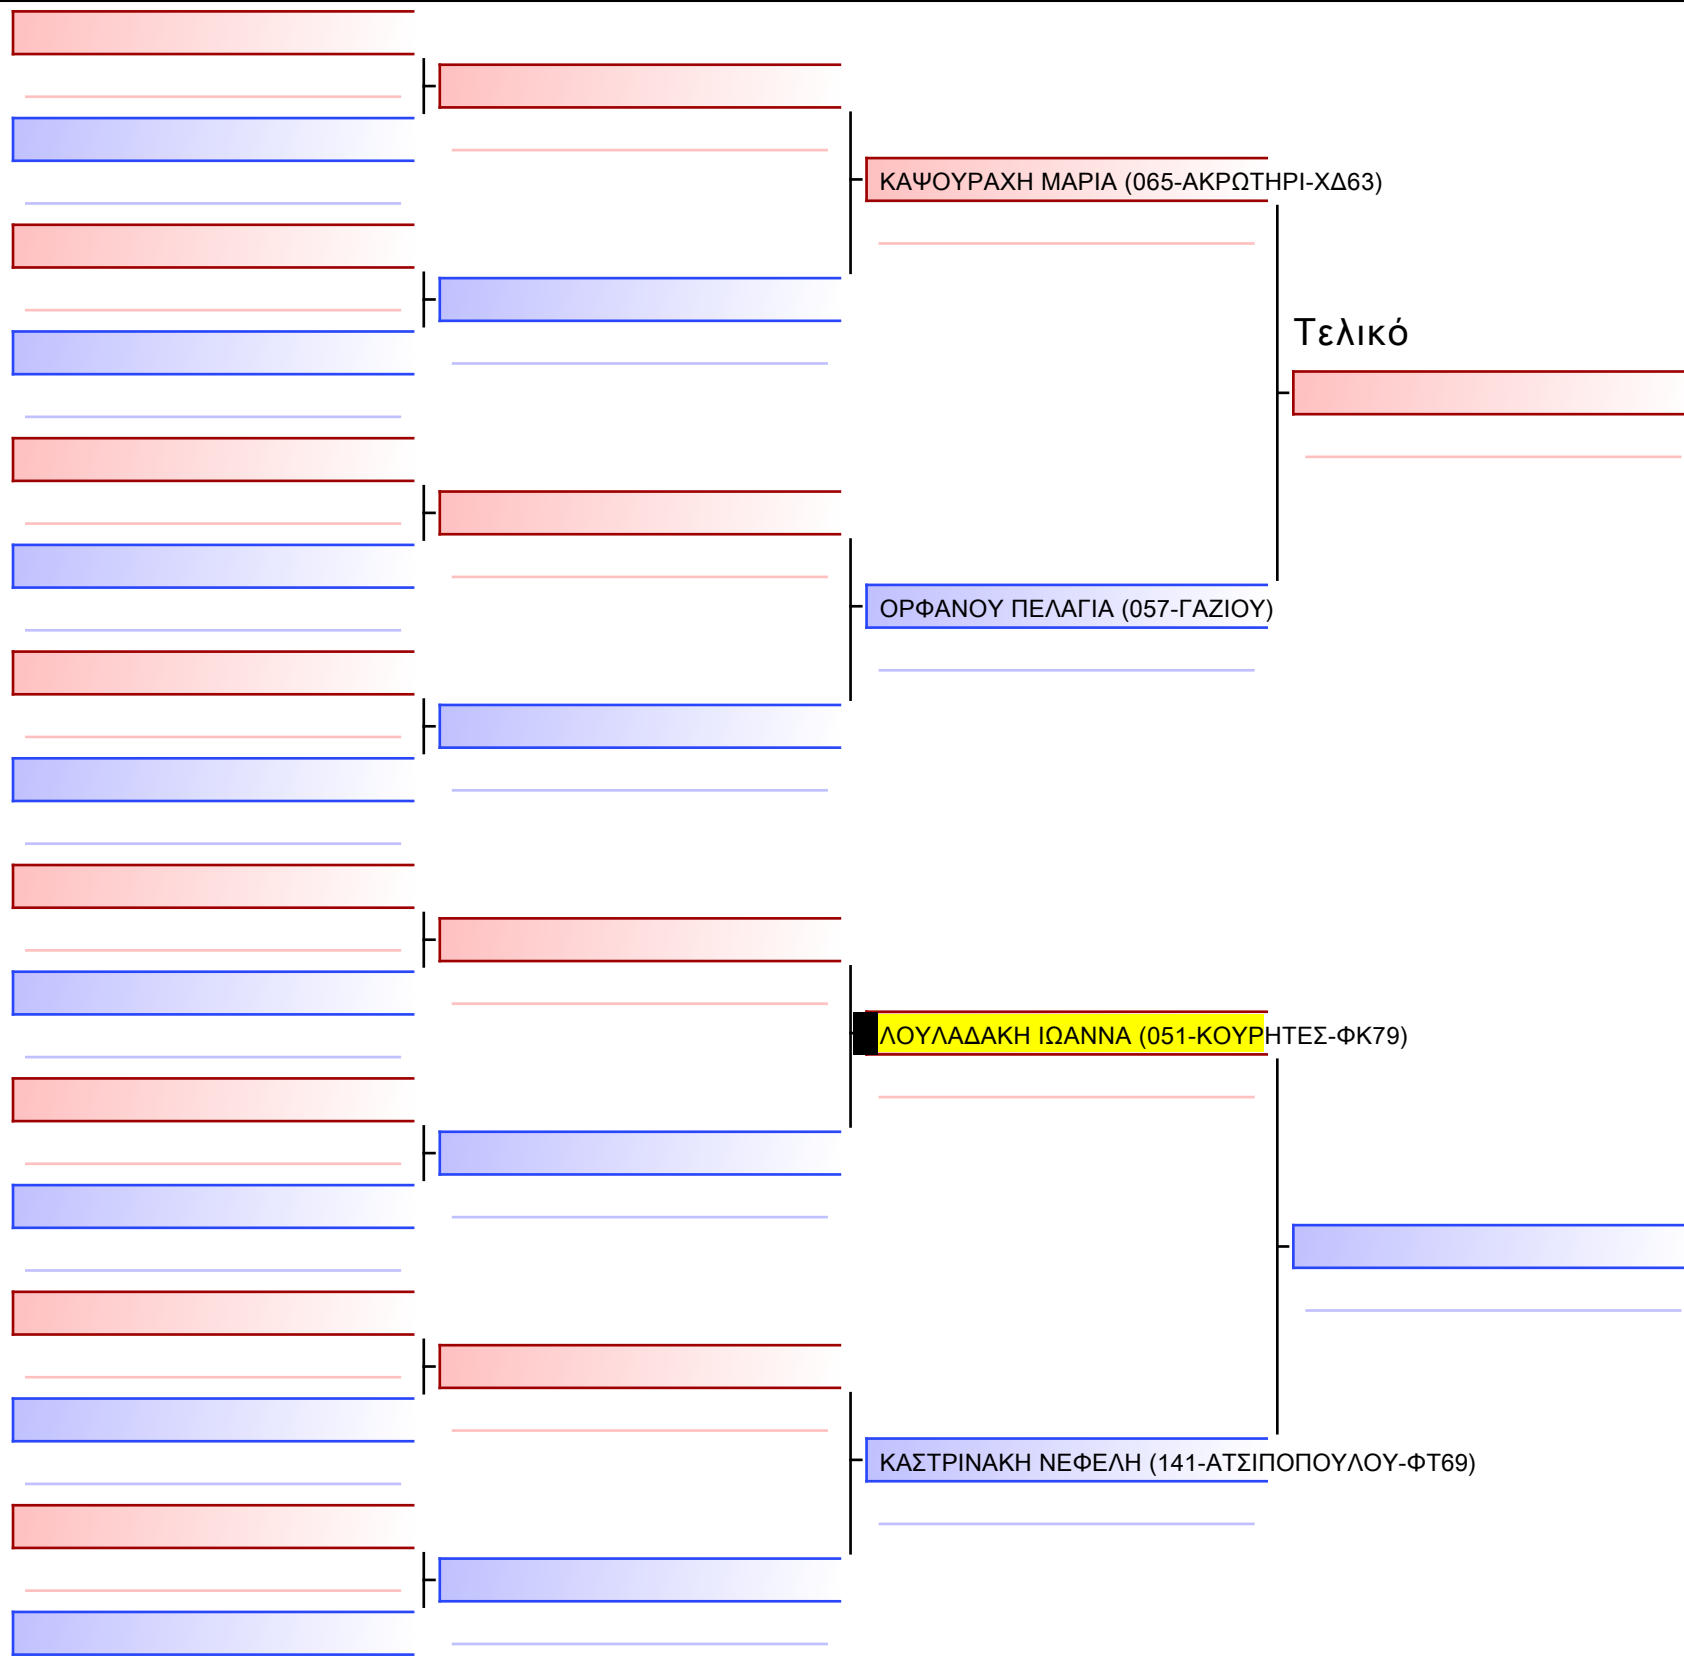 ΚΑΨΟΥΡΑΧΗ ΜΑΡΙΑ (065-ΑΚΡΩΤΗΡΙ-ΧΔ63)
Τελικό
ΟΡΦΑΝΟΥ ΠΕΛΑΓΙΑ (057-ΓΑΖΙΟΥ)
ΛΟΥΛΑΔΑΚΗ ΙΩΑΝΝΑ (051-ΚΟΥΡΗΤΕΣ-ΦΚ79)
ΚΑΣΤΡΙΝΑΚΗ ΝΕΦΕΛΗ (141-ΑΤΣΙΠΟΠΟΥΛΟΥ-ΦΤ69)